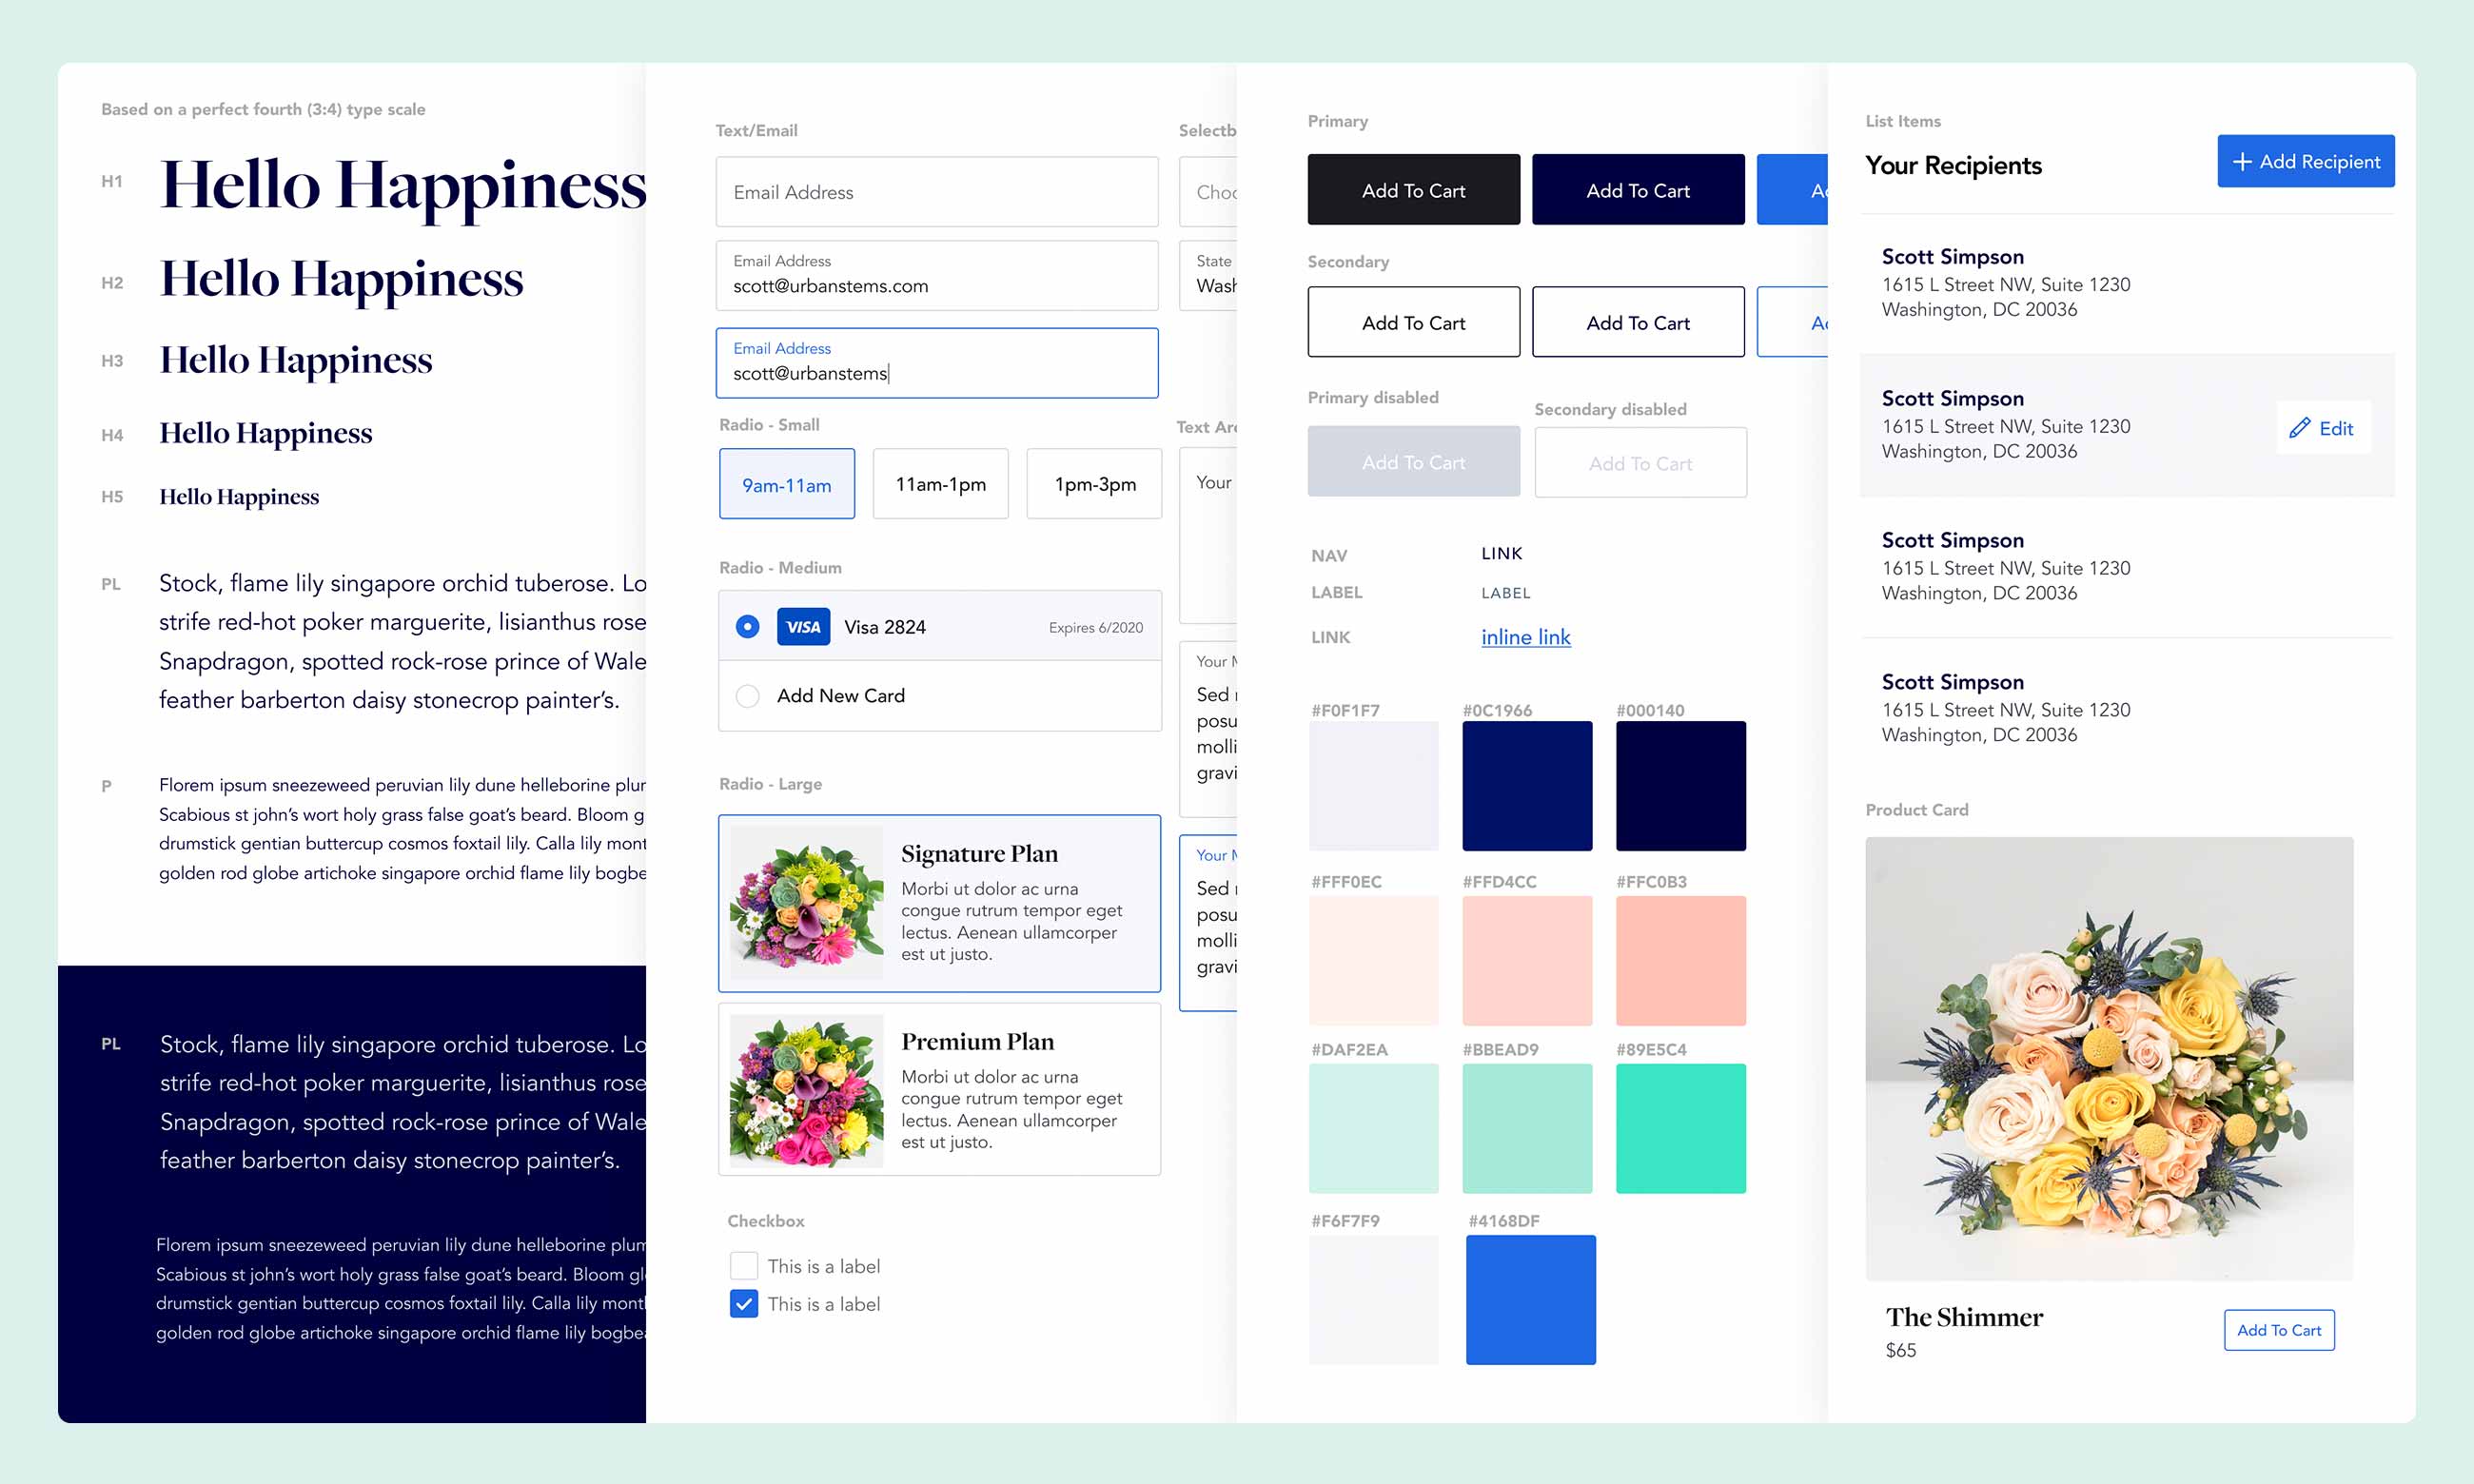 Based on a perfect fourth (3:4) type scale
H1 Hello Happiness
H2 Hello Happiness
H3 Hello Happiness
H4 Hello Happiness
H5 Hello Happiness
PL Stock, flame lily singapore orchid tuberose. Lo
strife red-hot poker marguerite, lisianthus rose
Snapdragon, spotted rock-rose prince of Wale
feather barberton daisy stonecrop painter’s.
P Florem ipsum sneezeweed peruvian lily dune helleborine plur
Scabious st john’s wort holy grass false goat’s beard. Bloom g
drumstick gentian buttercup cosmos foxtail lily. Calla lily mont
golden rod globe artichoke singapore orchid flame lily bogbe
PL Stock, flame lily singapore orchid tuberose. Lo
strife red-hot poker marguerite, lisianthus rose
Snapdragon, spotted rock-rose prince of Wale
feather barberton daisy stonecrop painter’s.
Florem ipsum sneezeweed peruvian lily dune helleborine plum
Scabious st john’s wort holy grass false goat’s beard. Bloom gl
drumstick gentian buttercup cosmos foxtail lily. Calla lily mont
golden rod globe artichoke singapore orchid flame lily bogbe
Text/Email
Email Address
Email Address
scott@urbanstems.com
Email Address
scott@urbanstems
Radio - Small
9am-11am 11am-1pm 1pm-3pm
Radio - Medium
VISA Visa 2824 Expires 6/2020
Add New Card
Radio - Large
Signature Plan
Morbi ut dolor ac urna
congue rutrum tempor eget
lectus. Aenean ullamcorper
est ut justo.
Premium Plan
Morbi ut dolor ac urna
congue rutrum tempor eget
lectus. Aenean ullamcorper
est ut justo.
Checkbox
This is a label
This is a label
Selectb
Choo
State
Wash
Text Are
Your
Your M
Sed
posu
molli
gravi
Your M
Sed
posu
molli
gravi
Primary
Add To Cart Add To Cart Ad
Secondary
Add To Cart Add To Cart Ad
Primary disabled
Add To Cart
Secondary disabled
Add To Cart
NAV LINK
LABEL LABEL
LINK inline link
#F0F1F7 #0C1966 #000140
#FFF0EC #FFD4CC #FFC0B3
#DAF2EA #BBEAD9 #89E5C4
#F6F7F9 #4168DF
List Items
Your Recipients
Add Recipient
Scott Simpson
1615 L Street NW, Suite 1230
Washington, DC 20036
Scott Simpson
1615 L Street NW, Suite 1230
Washington, DC 20036
Edit
Scott Simpson
1615 L Street NW, Suite 1230
Washington, DC 20036
Scott Simpson
1615 L Street NW, Suite 1230
Washington, DC 20036
Product Card
The Shimmer
$65
Add To Cart